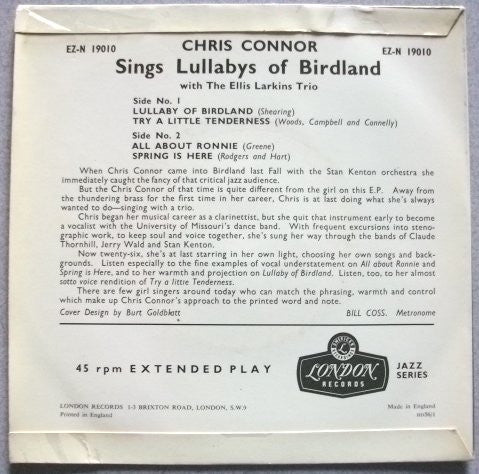 EZ-N 19010 CHRIS CONNOR EZ-N 19010
Sings Lullabys of Birdland
with The Ellis Larkins Trio
Side No. 1
LULLABY OF BIRDLAND (Shearing)
TRY A LITTLE TENDERNESS (Woods, Campbell and Connelly)
Side No. 2
ALL ABOUT RONNIE (Greene)
SPRING IS HERE (Rodgers and Hart)
When Chris Connor came into Birdland last Fall with the Stan Kenton orchestra she
immediately caught the fancy of that critical jazz audience.
But the Chris Connor of that time is quite different from the girl on this E.P. Away from
the thundering brass for the first time in her career, Chris is at last doing what she's always
wanted to do—singing with a trio.
Chris began her musical career as a clarinettist, but she quit that instrument early to become
a vocalist with the University of Missouri's dance band. With frequent excursions into steno-
graphic work, to keep soul and voice together, she's sung her way through the bands of Claude
Thornhill, Jerry Wald and Stan Kenton.
Now twenty-six, she's at last starring in her own light, choosing her own songs and back-
grounds. Listen especially to the fine examples of vocal understatement on All about Ronnie and
Spring is Here, and to her warmth and projection on Lullaby of Birdland. Listen, too, to her almost
sotto voice rendition of Try a little Tenderness.
There are few girl singers around today who can match the phrasing, warmth and control
which make up Chris Connor's approach to the printed word and note.
Cover Design by Burt Goldblatt BILL COSS. Metronome
45 rpm EXTENDED PLAY
AMERICAN
LONDON
RECORDS
JAZZ
SERIES
LONDON RECORDS 1-3 BRIXTON ROAD, LONDON, S.W.9
Printed in England
Made in England